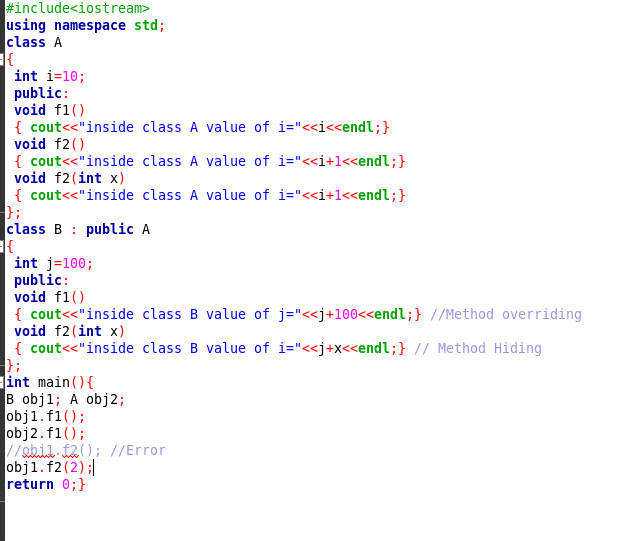 #include<iostream>
using namespace std;
class A
{
 int i=10;
 public:
 void f1()
 { cout<<"inside class A value of i="<<i<<endl;}
 void f2()
 { cout<<"inside class A value of i="<<i+1<<endl;}
 void f2(int x)
 { cout<<"inside class A value of i="<<i+1<<endl;}
};
class B : public A
{
 int j=100;
 public:
 void f1()
 { cout<<"inside class B value of j="<<j+100<<endl;} //Method overriding
 void f2(int x)
 { cout<<"inside class B value of i="<<j+x<<endl;} // Method Hiding
};
int main(){
B obj1; A obj2;
obj1.f1();
obj2.f1();
//obj1.f2(); //Error
obj1.f2(2);
return 0;}